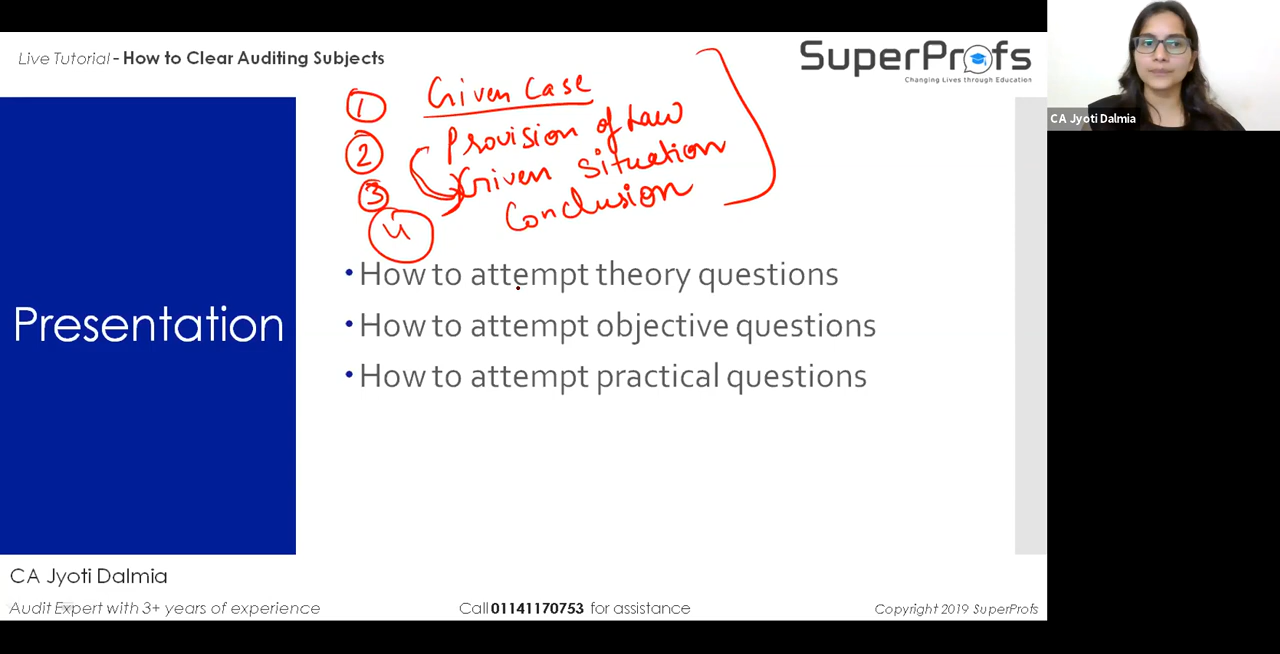 Live Tutorial - How to Clear Auditing Subjects
SuperProfs
Changing Lives through Education
CA Jyoti Dalmia
1 Given Case
2 Provision of Law
3 Given Situation
4 Conclusion
Presentation
• How to attempt theory questions
• How to attempt objective questions
• How to attempt practical questions
CA Jyoti Dalmia
Audit Expert with 3+ years of experience
Call 01141170753 for assistance
Copyright 2019 SuperProfs